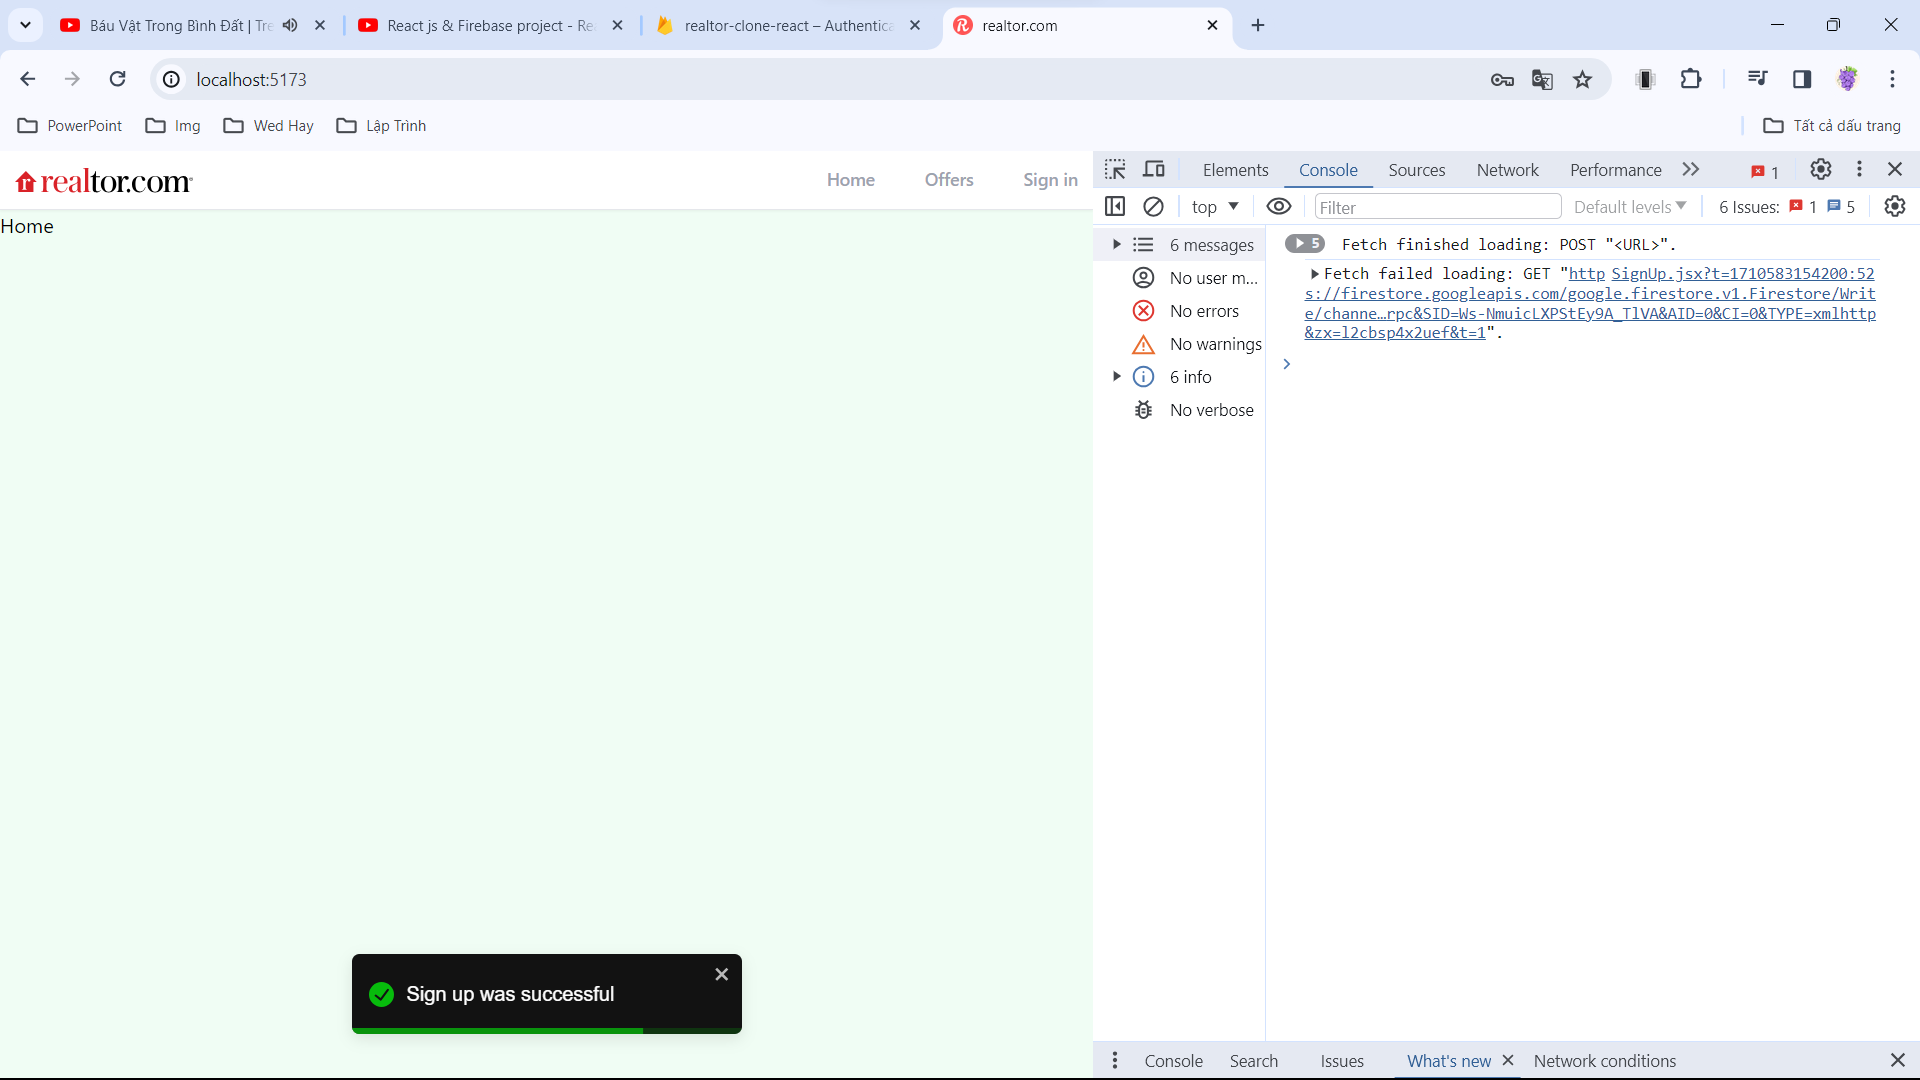 Báu Vật Trong Bình Đất | Tre
React js & Firebase project - Re
realtor-clone-react – Authentica
realtor.com
localhost:5173
PowerPoint
Img
Wed Hay
Lập Trình
Tất cả dấu trang
realtor.com
Home
Offers
Sign in
Home
Sign up was successful
Elements
Console
Sources
Network
Performance
1
top
Filter
Default levels
6 Issues:
1
5
6 messages
No user m...
No errors
No warnings
6 info
No verbose
5
Fetch finished loading: POST "<URL>".
Fetch failed loading: GET "http SignUp.jsx?t=1710583154200:52
s://firestore.googleapis.com/google.firestore.v1.Firestore/Writ
e/channe…rpc&SID=Ws-NmuicLXPStEy9A_TlVA&AID=0&CI=0&TYPE=xmlhttp
&zx=l2cbsp4x2uef&t=1".
Console
Search
Issues
What's new
Network conditions